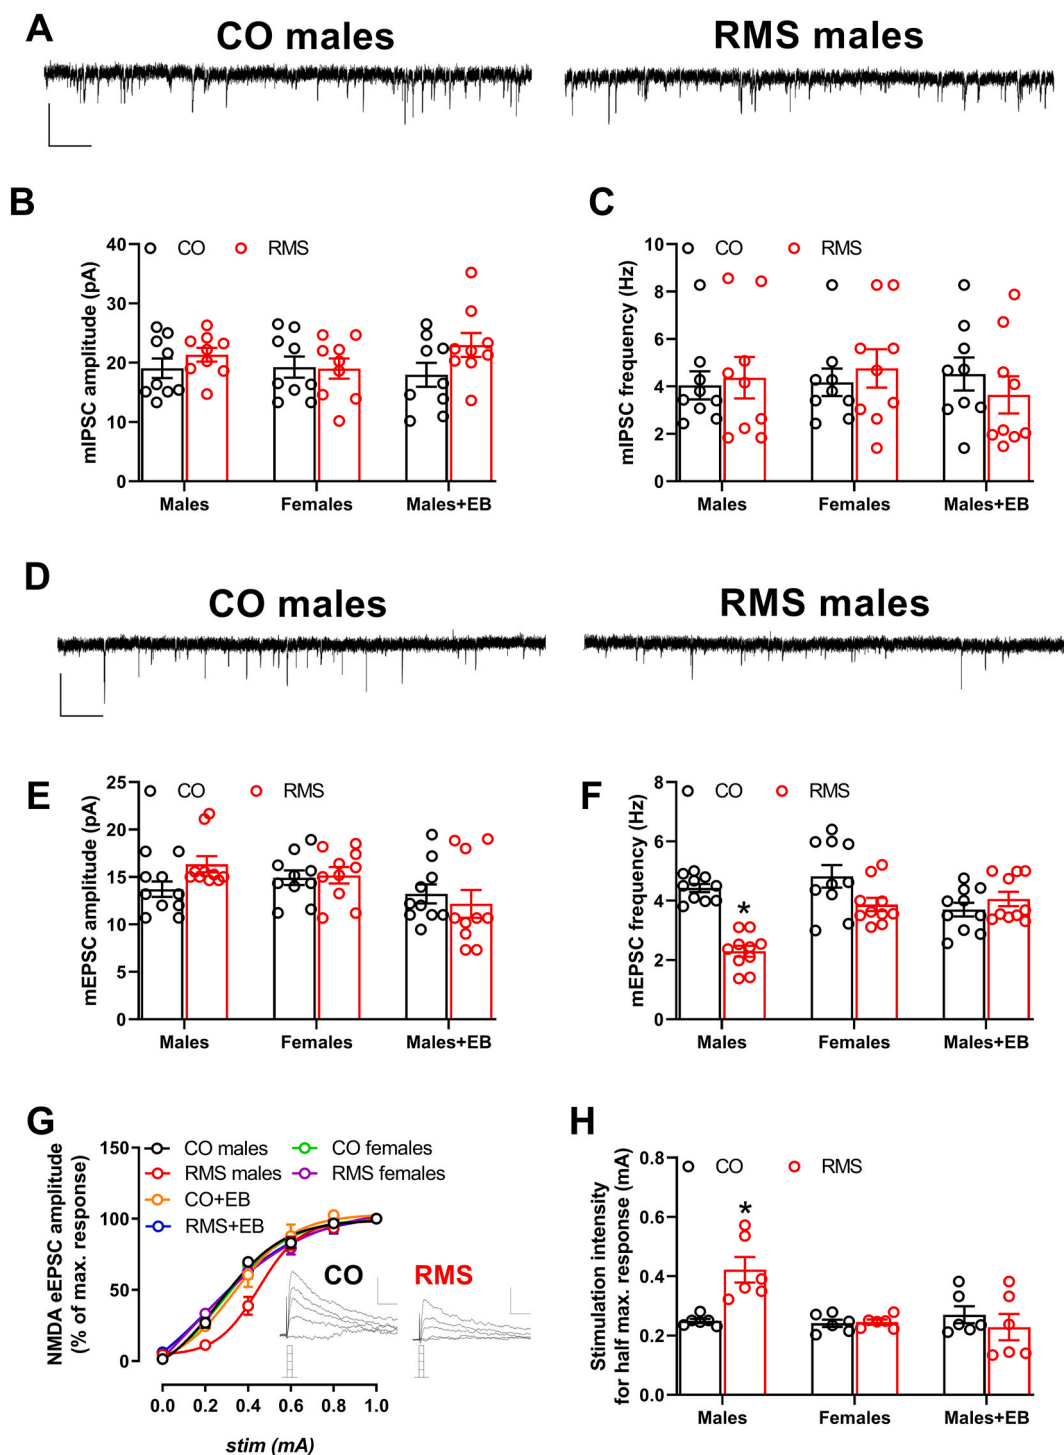 A
CO males
RMS males
B
CO
RMS
mIPSC amplitude (pA)
40
30
20
10
0
Males
Females
Males+EB
C
CO
RMS
mIPSC frequency (Hz)
10
8
6
4
2
0
Males
Females
Males+EB
D
CO males
RMS males
E
CO
RMS
mEPSC amplitude (pA)
25
20
15
10
5
0
Males
Females
Males+EB
F
CO
RMS
mEPSC frequency (Hz)
8
6
4
2
0
*
Males
Females
Males+EB
G
NMDA eEPSC amplitude
(% of max. response)
150
100
50
0
CO males
CO females
RMS males
RMS females
CO+EB
RMS+EB
CO
RMS
0.0
0.2
0.4
0.6
0.8
1.0
stim (mA)
H
CO
RMS
Stimulation intensity
for half max. response (mA)
0.8
0.6
0.4
0.2
0.0
*
Males
Females
Males+EB